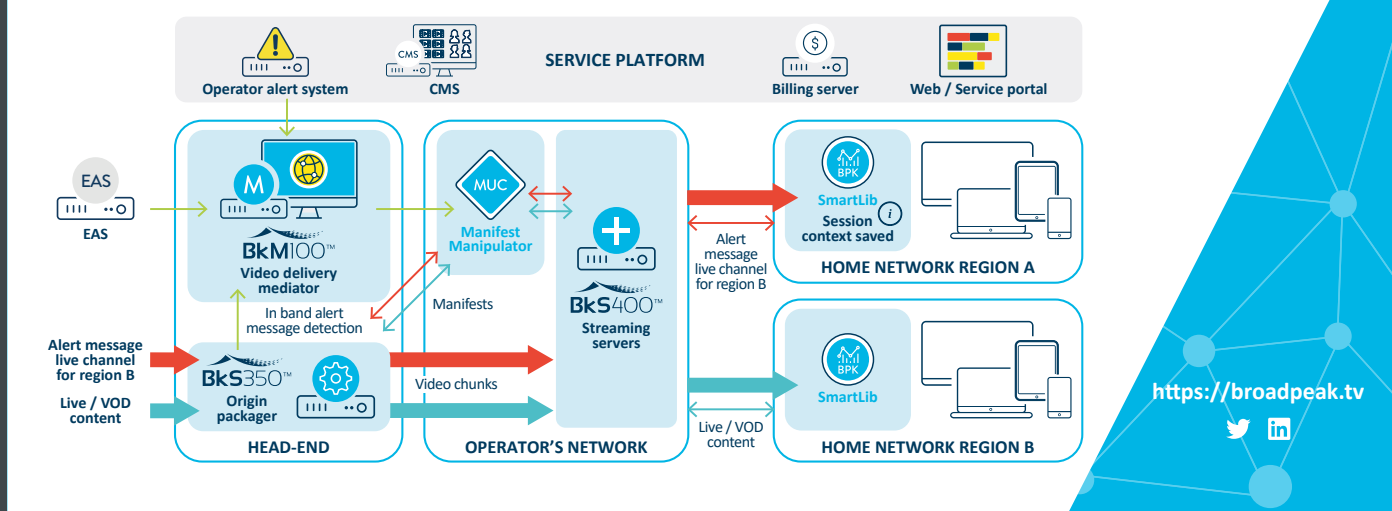 SERVICE PLATFORM
CMS
Operator alert system
CMS
$
Billing server
Web / Service portal
EAS
EAS
M
BkM100™
Video delivery
mediator
In band alert
message detection
MUC
Manifest
Manipulator
Manifests
BkS400™
Streaming
servers
Alert message
live channel
for region B
Live / VOD
content
BkS350™
Origin
packager
Video chunks
HEAD-END
OPERATOR'S NETWORK
Alert
message
live channel
for region B
Live / VOD
content
BPK
SmartLib
i
Session
context saved
HOME NETWORK REGION A
BPK
SmartLib
HOME NETWORK REGION B
https://broadpeak.tv
in